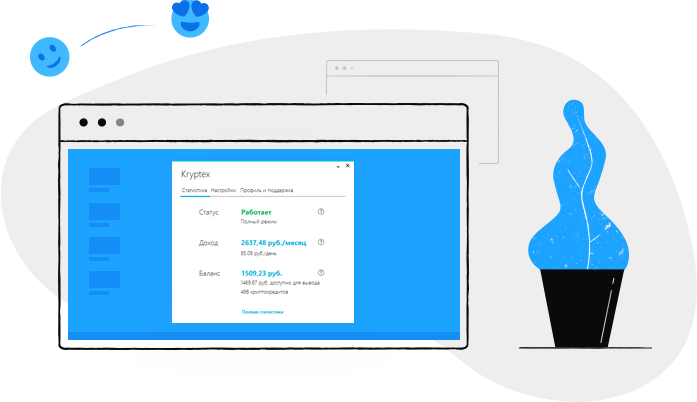 Kryptex
Статистика Настройки Профиль и поддержка
Статус Работает
Полный режим
Доход 2637,48 руб./месяц
85,08 руб./день
Баланс 1509,23 руб.
1469,87 руб. доступно для вывода
498 криптокредитов
Полная статистика